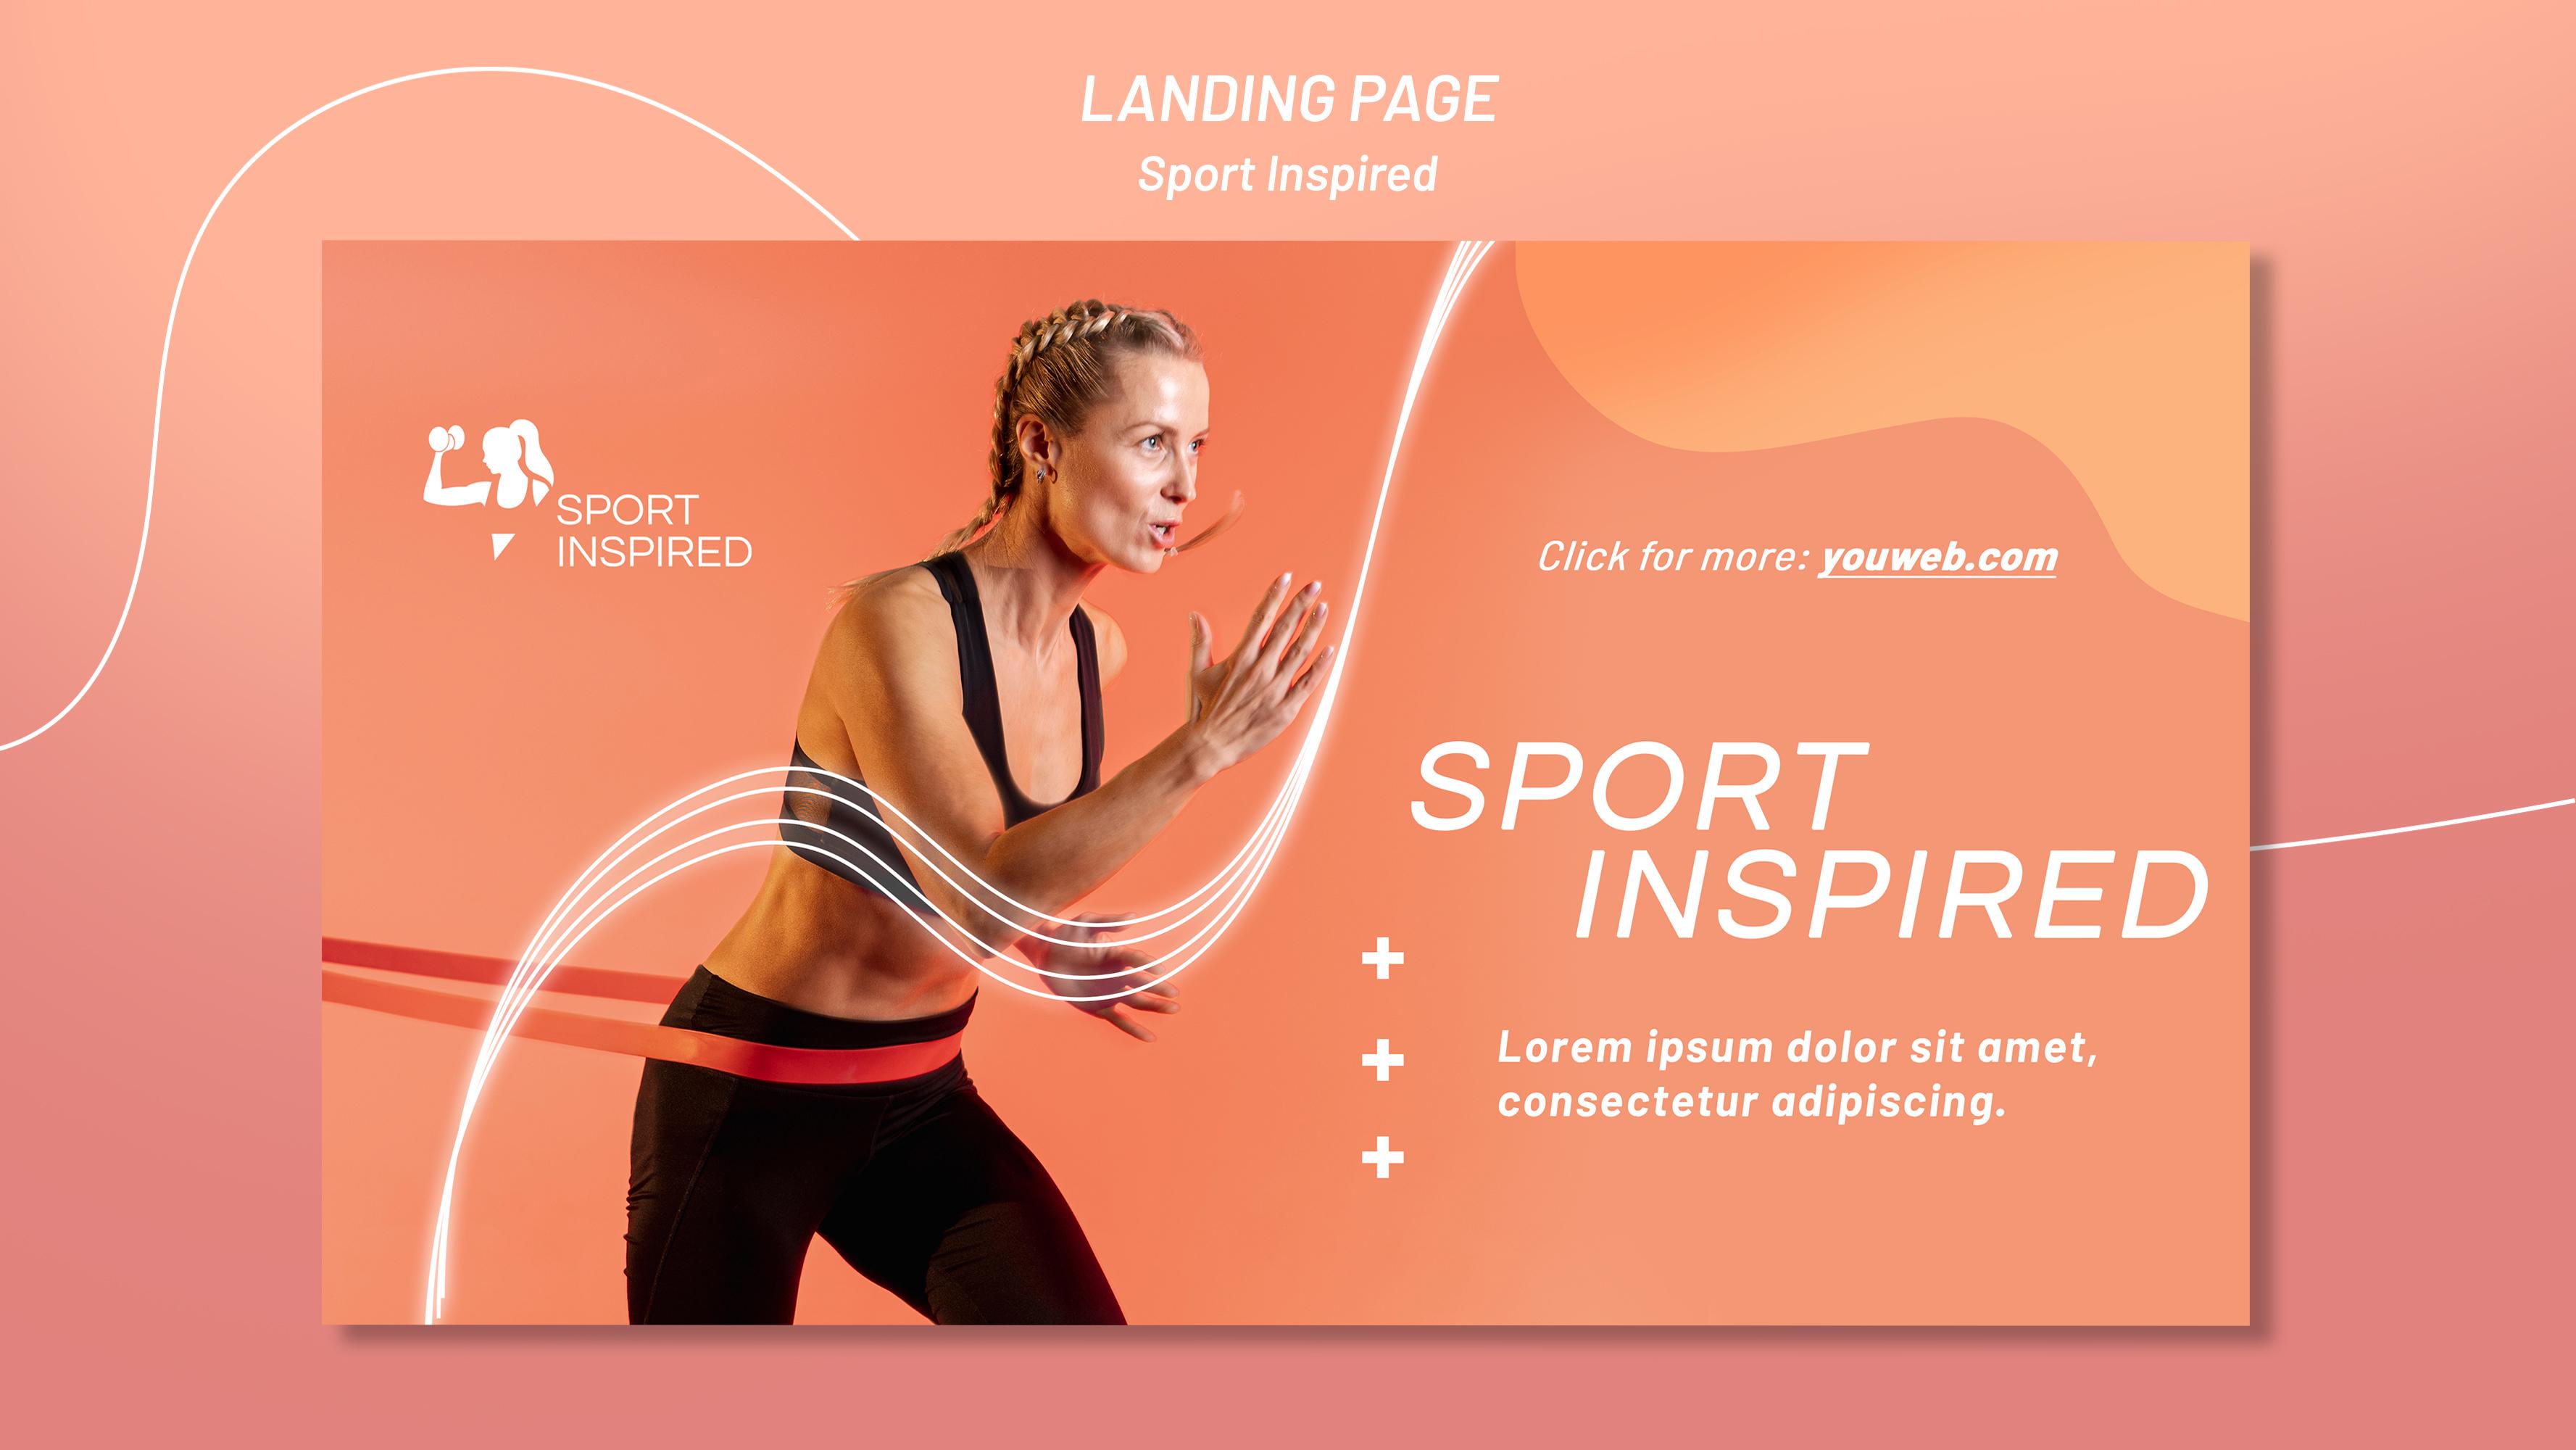 LANDING PAGE
Sport Inspired
SPORT
INSPIRED
Click for more: youweb.com
SPORT
INSPIRED
Lorem ipsum dolor sit amet,
consectetur adipiscing.